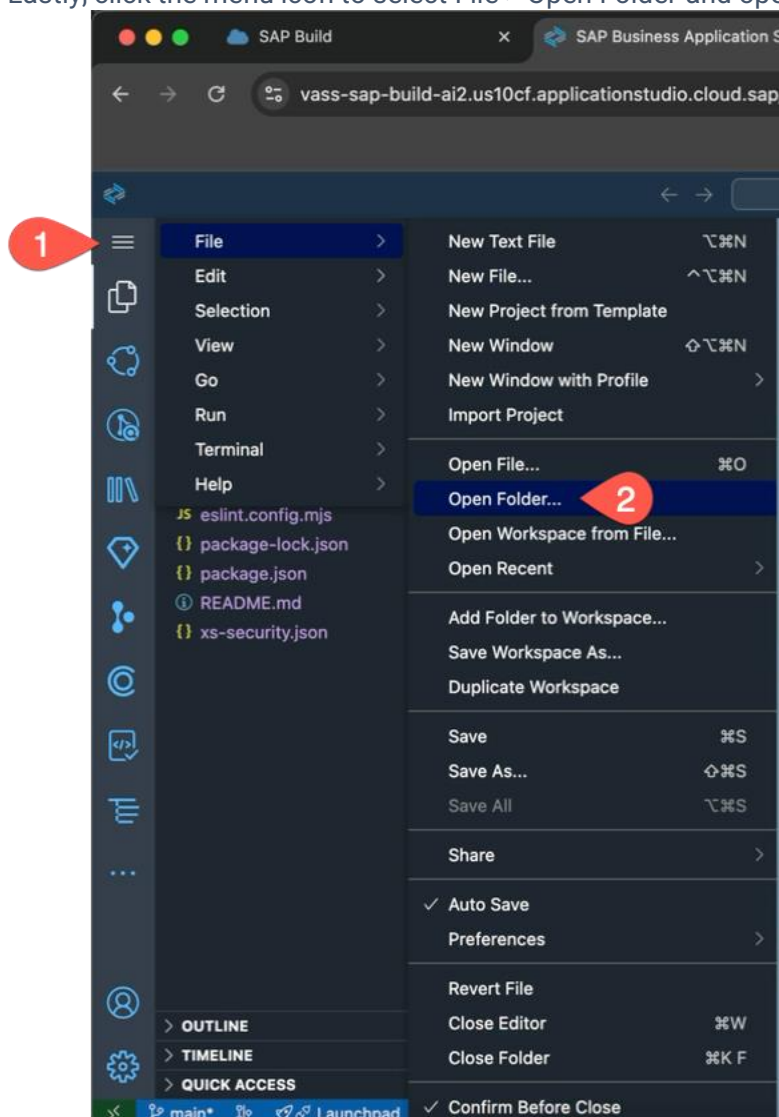 SAP Build
SAP Business Application S
vass-sap-build-ai2.us10cf.applicationstudio.cloud.sap
1
File
Edit
Selection
View
Go
Run
Terminal
Help
JS eslint.config.mjs
{} package-lock.json
{} package.json
README.md
{} xs-security.json
> OUTLINE
> TIMELINE
> QUICK ACCESS
main* Launchpad
New Text File ⌥⌘N
New File... ^⌥⌘N
New Project from Template
New Window ⇧⌥⌘N
New Window with Profile >
Import Project
Open File... ⌘O
Open Folder... 2
Open Workspace from File...
Open Recent >
Add Folder to Workspace...
Save Workspace As...
Duplicate Workspace
Save ⌘S
Save As... ⇧⌘S
Save All ⌥⌘S
Share >
✓ Auto Save
Preferences >
Revert File
Close Editor ⌘W
Close Folder ⌘K F
✓ Confirm Before Close